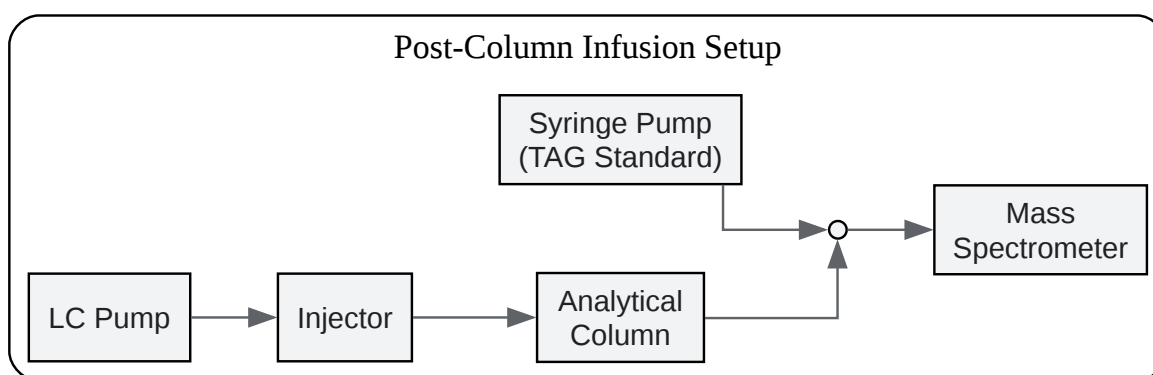 Post-Column Infusion Setup
Syringe Pump
(TAG Standard)
Mass
Spectrometer
LC Pump
Injector
Analytical
Column